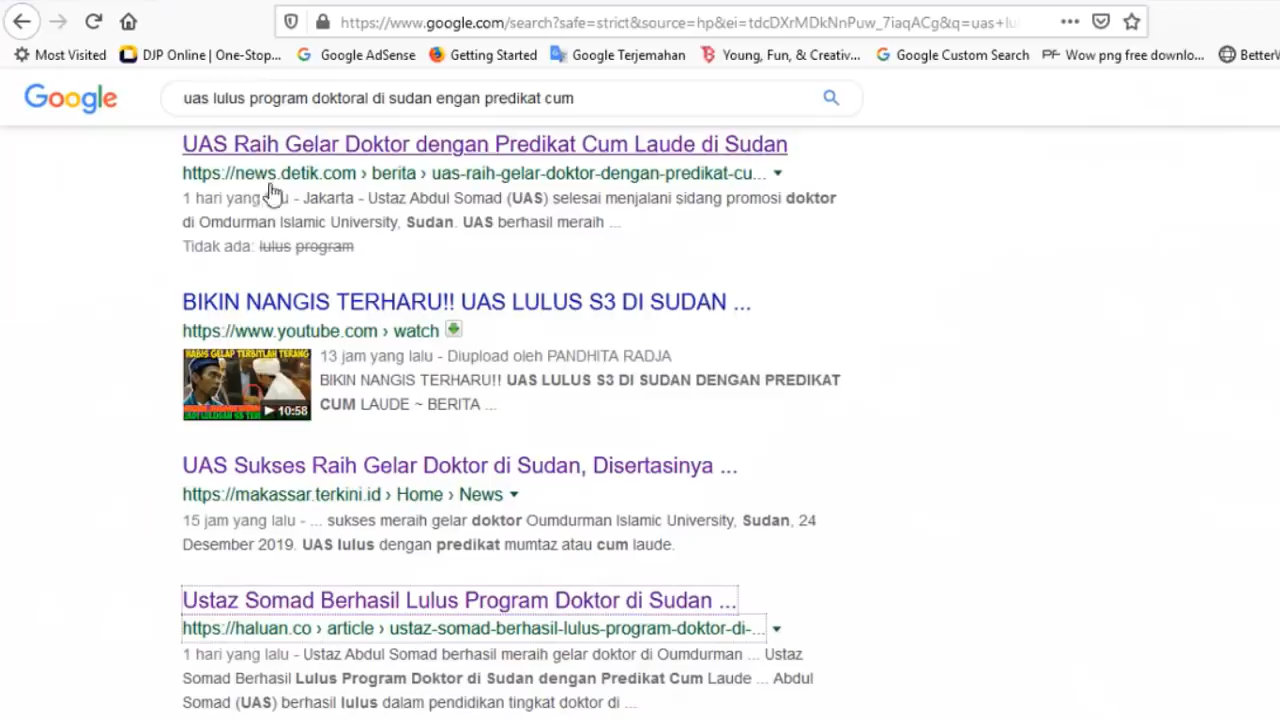 https://www.google.com/search?safe=strict&source=hp&ei=tdcDXrMDkNnPuw_7iaqACg&q=uas+lu
Most Visited DJP Online | One-Stop... Google AdSense Getting Started Google Terjemahan Young, Fun, & Creativ... Google Custom Search PF Wow png free downlo... BetterW
Google uas lulus program doktoral di sudan engan predikat cum
UAS Raih Gelar Doktor dengan Predikat Cum Laude di Sudan
https://news.detik.com › berita › uas-raih-gelar-doktor-dengan-predikat-cu...
1 hari yang lalu - Jakarta - Ustaz Abdul Somad (UAS) selesai menjalani sidang promosi doktor
di Omdurman Islamic University, Sudan. UAS berhasil meraih ...
Tidak ada: lulus program
BIKIN NANGIS TERHARU!! UAS LULUS S3 DI SUDAN ...
https://www.youtube.com › watch
HABIS GELAP TERBITLAH TERANG
10:58
13 jam yang lalu - Diupload oleh PANDHITA RADJA
BIKIN NANGIS TERHARU!! UAS LULUS S3 DI SUDAN DENGAN PREDIKAT
CUM LAUDE ~ BERITA ...
UAS Sukses Raih Gelar Doktor di Sudan, Disertasinya ...
https://makassar.terkini.id › Home › News
15 jam yang lalu - ... sukses meraih gelar doktor Oumdurman Islamic University, Sudan, 24
Desember 2019. UAS lulus dengan predikat mumtaz atau cum laude.
Ustaz Somad Berhasil Lulus Program Doktor di Sudan ...
https://haluan.co › article › ustaz-somad-berhasil-lulus-program-doktor-di-...
1 hari yang lalu - Ustaz Abdul Somad berhasil meraih gelar doktor di Oumdurman ... Ustaz
Somad Berhasil Lulus Program Doktor di Sudan dengan Predikat Cum Laude ... Abdul
Somad (UAS) berhasil lulus dalam pendidikan tingkat doktor di ...